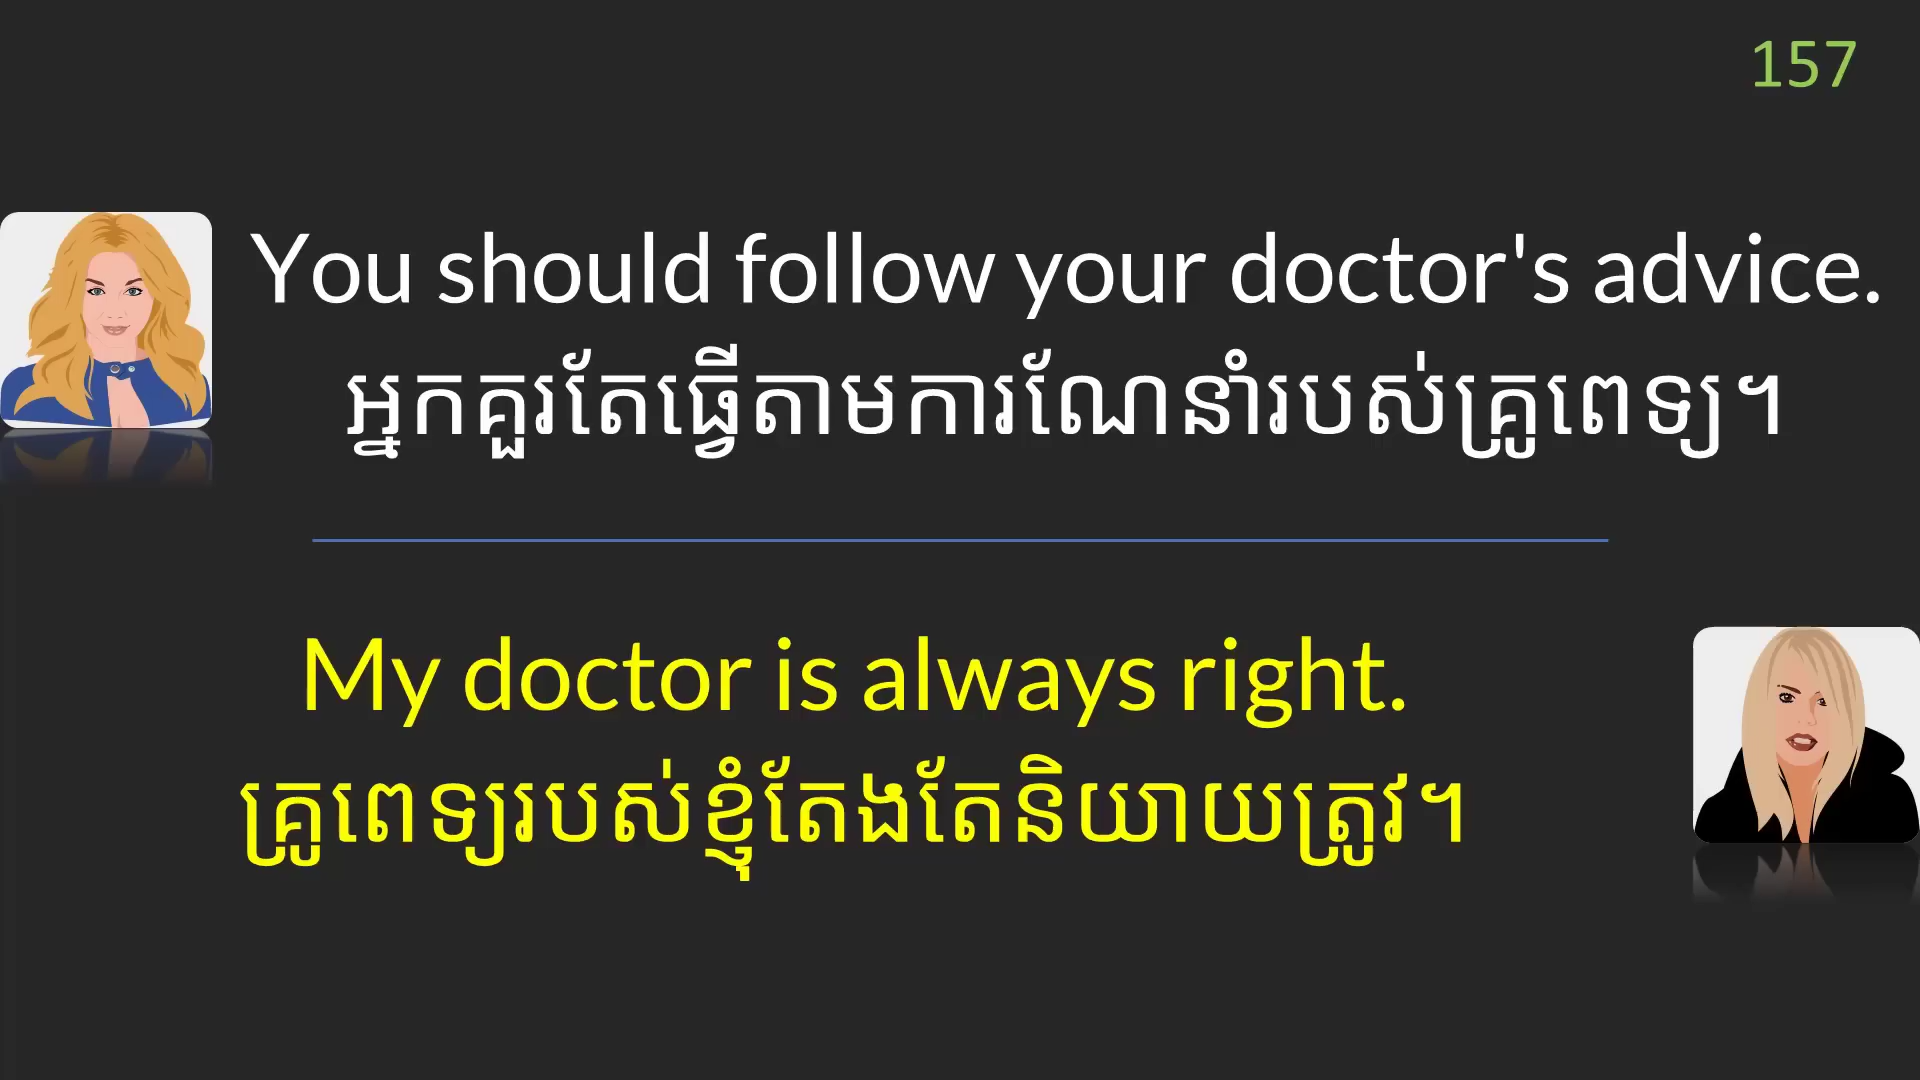 157
You should follow your doctor's advice.
អ្នកគួរតែធ្វើតាមការណែនាំរបស់គ្រូពេទ្យ។
My doctor is always right.
គ្រូពេទ្យរបស់ខ្ញុំតែងតែនិយាយត្រូវ។